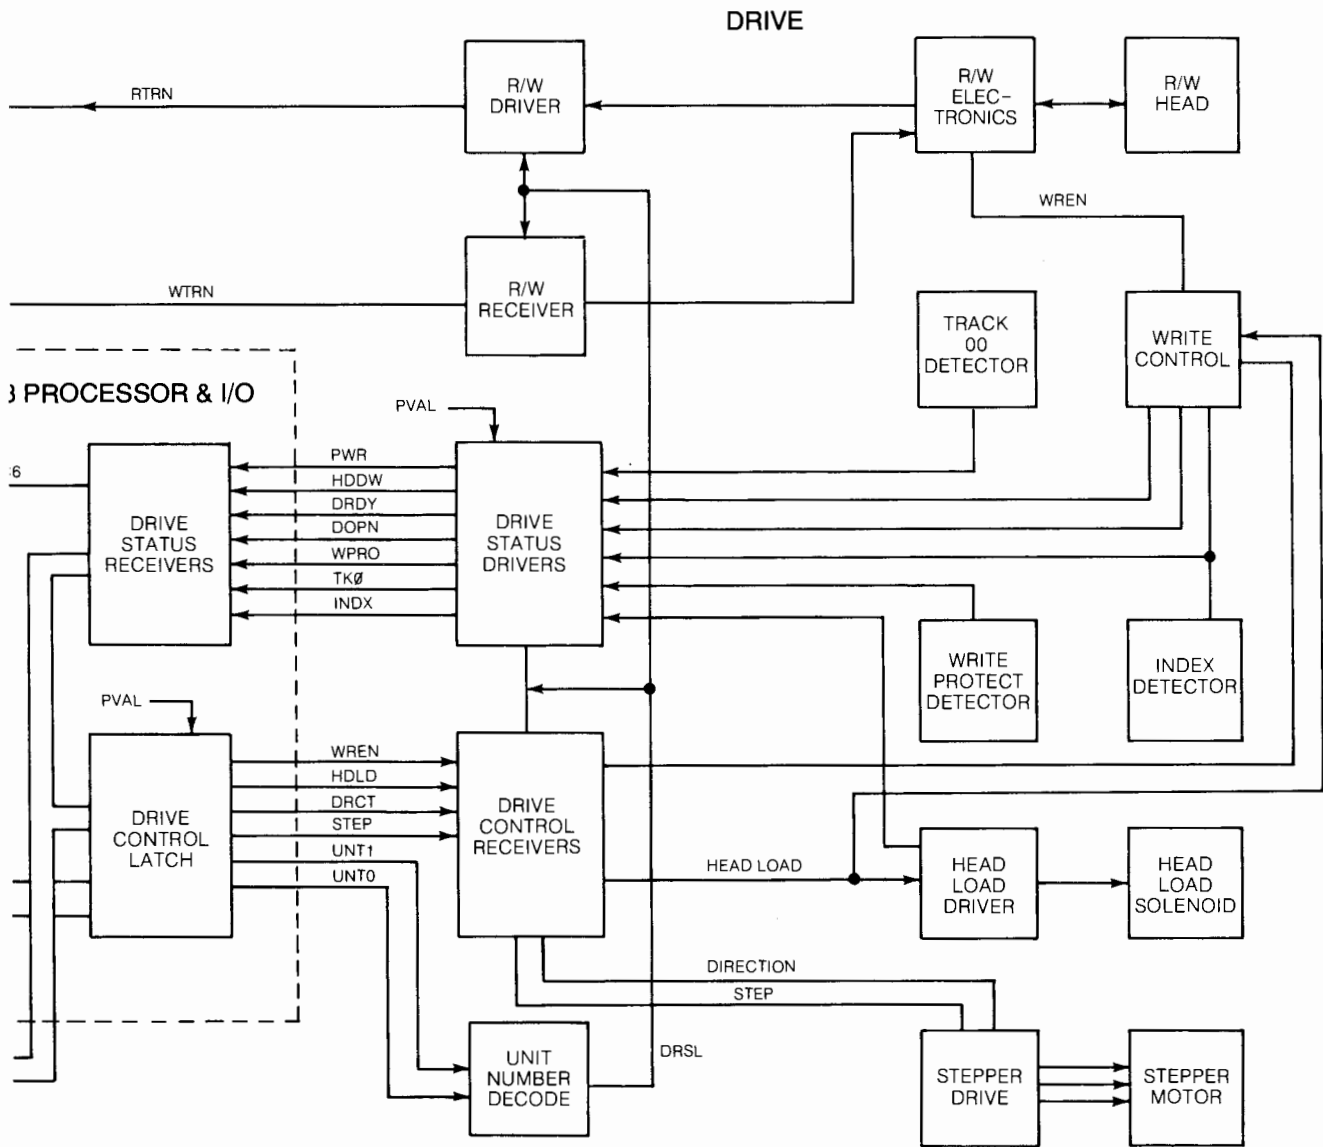 DRIVE
R/W
DRIVER
R/W
ELEC-
TRONICS
R/W
HEAD
RTRN
WREN
WTRN
R/W
RECEIVER
TRACK
00
DETECTOR
WRITE
CONTROL
PROCESSOR & I/O
PVAL
6
DRIVE
STATUS
RECEIVERS
PWR
HDDW
DRDY
DOPN
WPRO
TKØ
INDX
DRIVE
STATUS
DRIVERS
WRITE
PROTECT
DETECTOR
INDEX
DETECTOR
PVAL
DRIVE
CONTROL
LATCH
WREN
HDLD
DRCT
STEP
UNT1
UNT0
DRIVE
CONTROL
RECEIVERS
HEAD LOAD
HEAD
LOAD
DRIVER
HEAD
LOAD
SOLENOID
DIRECTION
STEP
UNIT
NUMBER
DECODE
DRSL
STEPPER
DRIVE
STEPPER
MOTOR